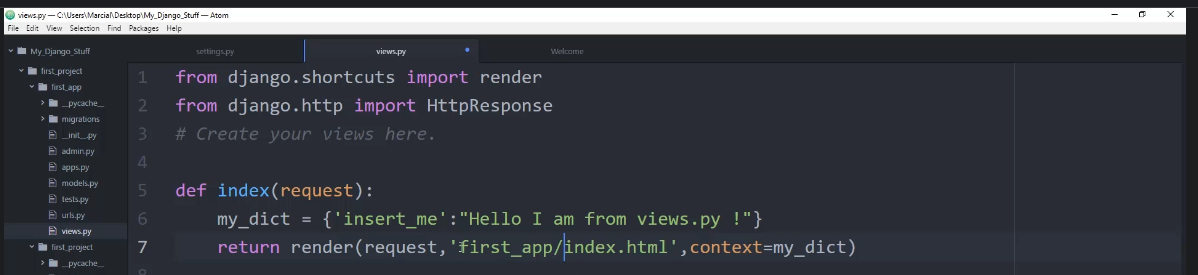 views.py — C:\Users\Marcial\Desktop\My_Django_Stuff — Atom
File Edit View Selection Find Packages Help
My_Django_Stuff
settings.py views.py Welcome
first_project
first_app
__pycache__
migrations
__init__.py
admin.py
apps.py
models.py
tests.py
urls.py
views.py
first_project
__pycache__
1 from django.shortcuts import render
2 from django.http import HttpResponse
3 # Create your views here.
4
5 def index(request):
6 my_dict = {'insert_me':"Hello I am from views.py !"}
7 return render(request,'first_app/index.html',context=my_dict)
8